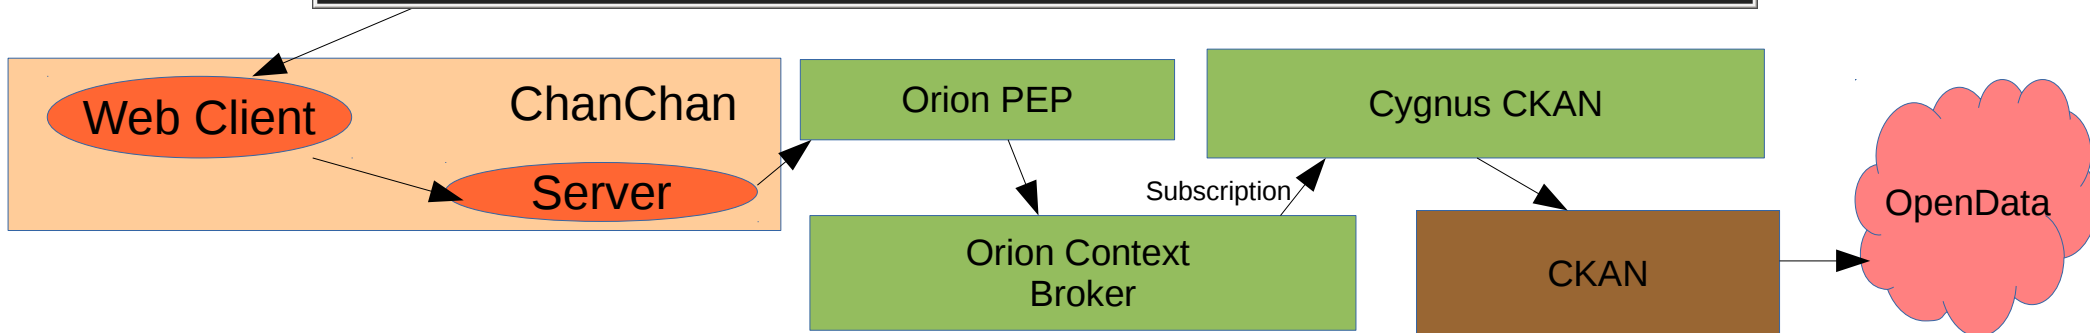 Web Client
ChanChan
Server
Orion PEP
Orion Context
Broker
Subscription
Cygnus CKAN
CKAN
OpenData